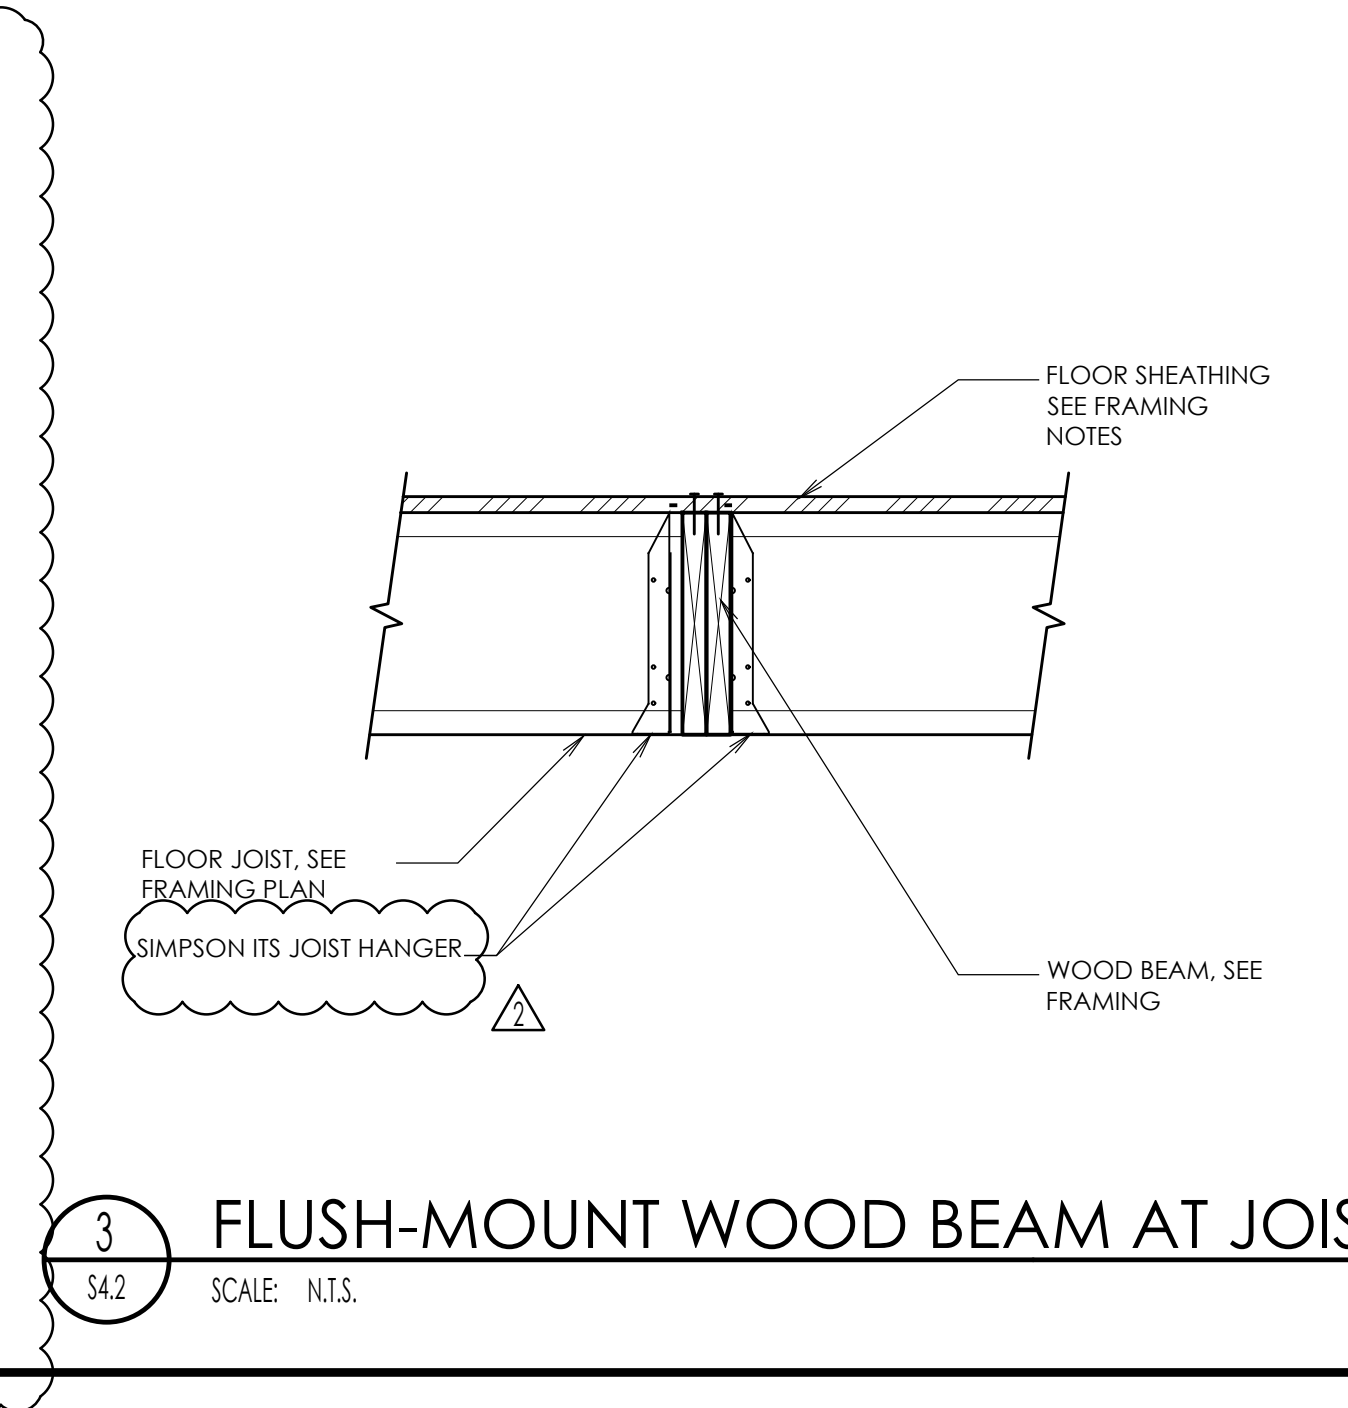 FLOOR SHEATHING
SEE FRAMING
NOTES
FLOOR JOIST, SEE
FRAMING PLAN
SIMPSON ITS JOIST HANGER
2
WOOD BEAM, SEE
FRAMING
3
S4.2
FLUSH-MOUNT WOOD BEAM AT JOIS
SCALE: N.T.S.